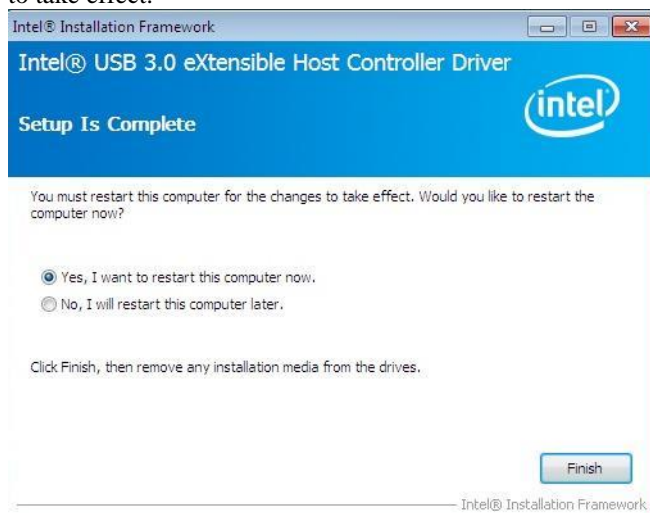 to take effect.
Intel® Installation Framework
Intel® USB 3.0 eXtensible Host Controller Driver
intel
Setup Is Complete
You must restart this computer for the changes to take effect. Would you like to restart the
computer now?
Yes, I want to restart this computer now.
No, I will restart this computer later.
Click Finish, then remove any installation media from the drives.
Finish
Intel® Installation Framework